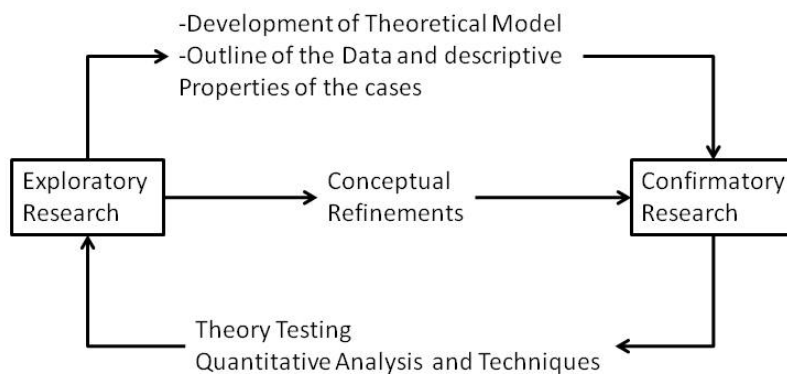 -Development of Theoretical Model
-Outline of the Data and descriptive
Properties of the cases
Exploratory
Research
Conceptual
Refinements
Confirmatory
Research
Theory Testing
Quantitative Analysis and Techniques